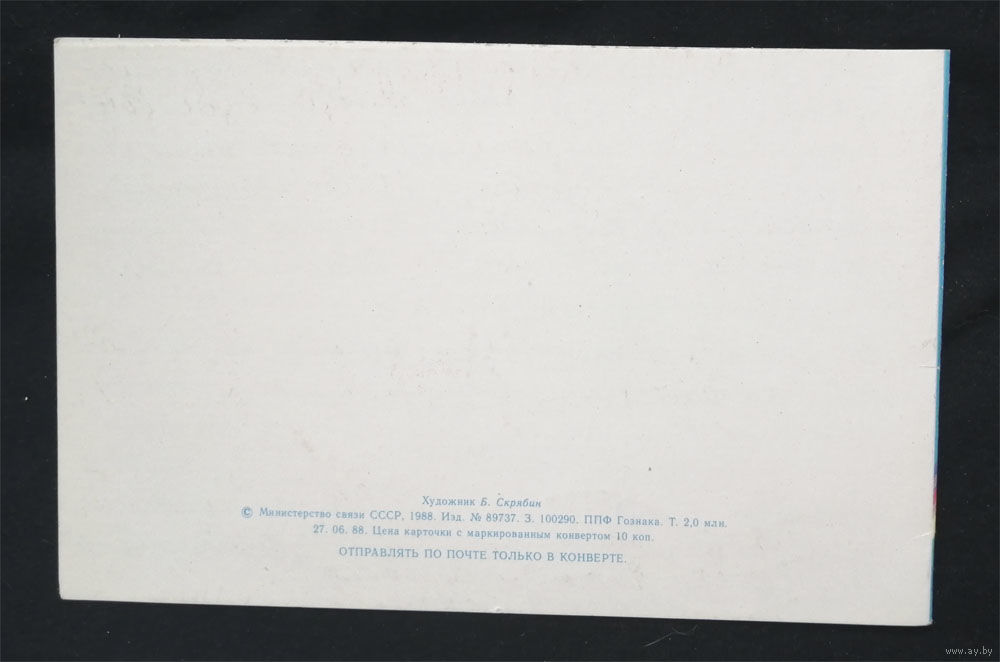 Художник Б. Скрябин
© Министерство связи СССР, 1988. Изд. № 89737. З. 100290. ППФ Гознака. Т. 2,0 млн.
27. 06. 88. Цена карточки с маркированным конвертом 10 коп.
ОТПРАВЛЯТЬ ПО ПОЧТЕ ТОЛЬКО В КОНВЕРТЕ.
www.ay.by